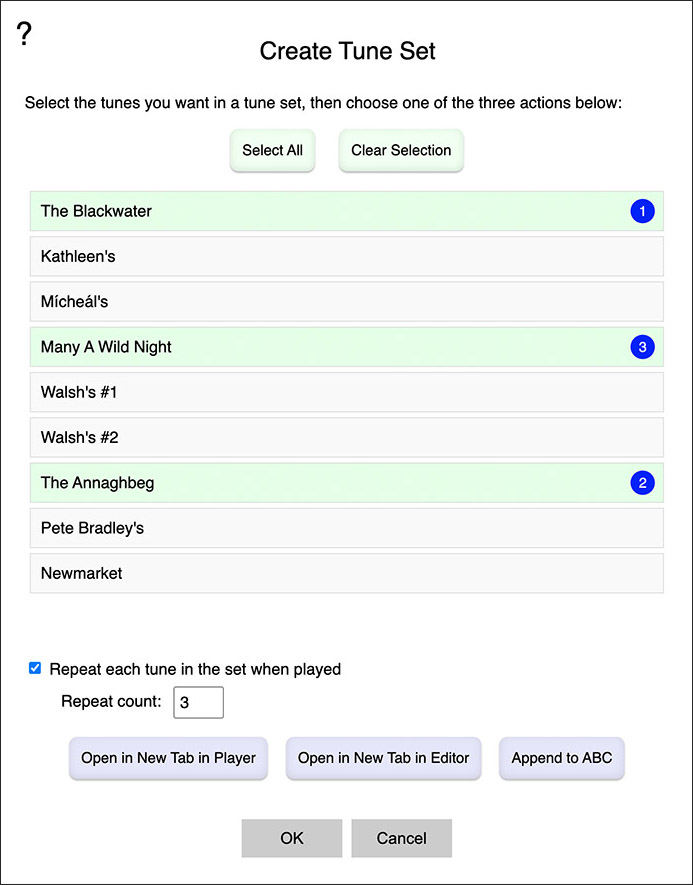 ?
Create Tune Set
Select the tunes you want in a tune set, then choose one of the three actions below:
Select All Clear Selection
The Blackwater 1
Kathleen's
Mícheál's
Many A Wild Night 3
Walsh's #1
Walsh's #2
The Annaghbeg 2
Pete Bradley's
Newmarket
Repeat each tune in the set when played
Repeat count: 3
Open in New Tab in Player Open in New Tab in Editor Append to ABC
OK Cancel